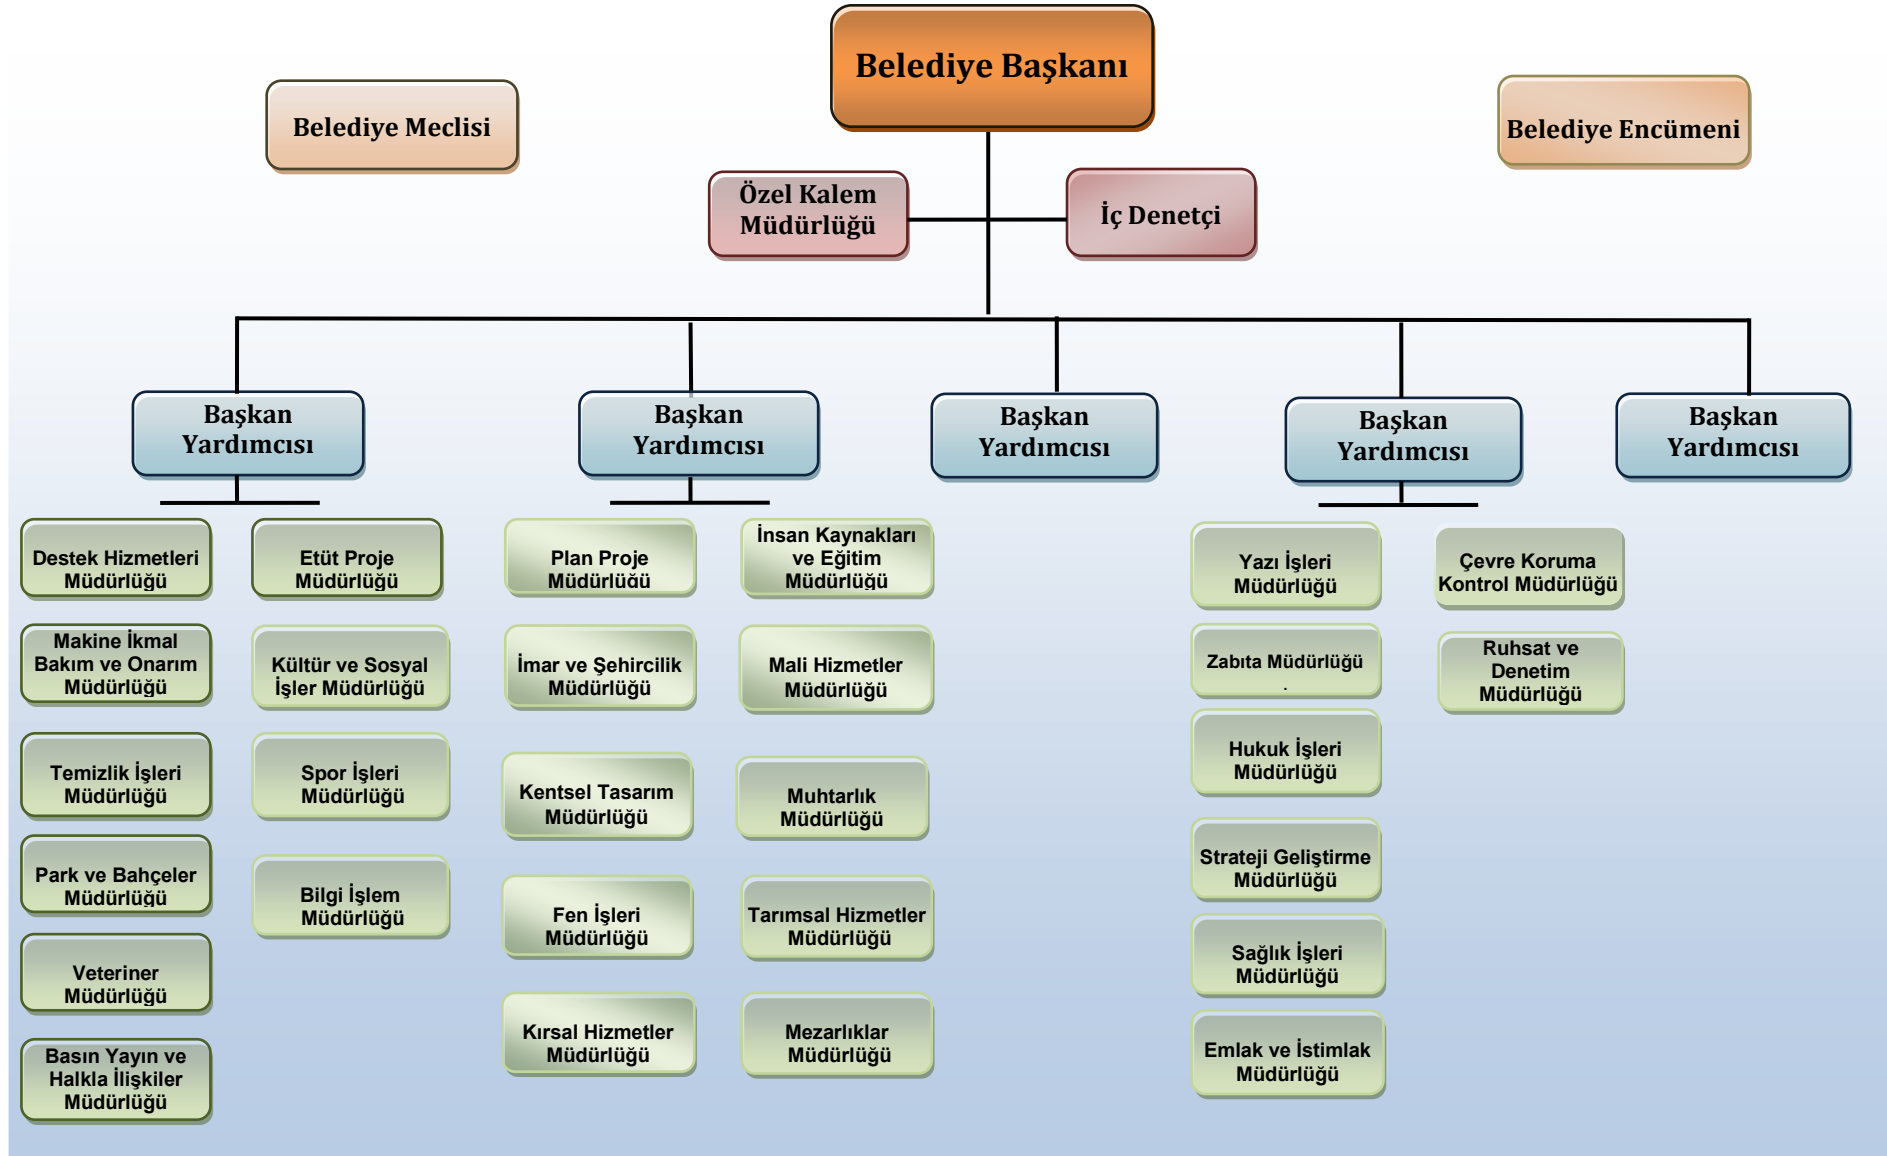 Belediye Başkanı
Belediye Meclisi
Belediye Encümeni
Özel Kalem
Müdürlüğü
İç Denetçi
Başkan
Yardımcısı
Başkan
Yardımcısı
Başkan
Yardımcısı
Başkan
Yardımcısı
Başkan
Yardımcısı
Destek Hizmetleri
Müdürlüğü
Etüt Proje
Müdürlüğü
Makine İkmal
Bakım ve Onarım
Müdürlüğü
Kültür ve Sosyal
İşler Müdürlüğü
Temizlik İşleri
Müdürlüğü
Spor İşleri
Müdürlüğü
Park ve Bahçeler
Müdürlüğü
Bilgi İşlem
Müdürlüğü
Veteriner
Müdürlüğü
Basın Yayın ve
Halkla İlişkiler
Müdürlüğü
Plan Proje
Müdürlüğü
İnsan Kaynakları
ve Eğitim
Müdürlüğü
İmar ve Şehircilik
Müdürlüğü
Mali Hizmetler
Müdürlüğü
Kentsel Tasarım
Müdürlüğü
Muhtarlık
Müdürlüğü
Fen İşleri
Müdürlüğü
Tarımsal Hizmetler
Müdürlüğü
Kırsal Hizmetler
Müdürlüğü
Mezarlıklar
Müdürlüğü
Yazı İşleri
Müdürlüğü
Çevre Koruma
Kontrol Müdürlüğü
Zabıta Müdürlüğü
.
Ruhsat ve
Denetim
Müdürlüğü
Hukuk İşleri
Müdürlüğü
Strateji Geliştirme
Müdürlüğü
Sağlık İşleri
Müdürlüğü
Emlak ve İstimlak
Müdürlüğü